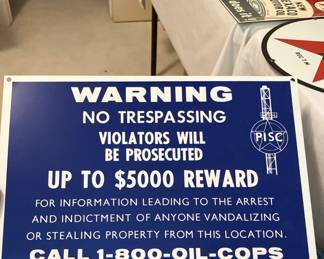 WARNING
NO TRESPASSING
VIOLATORS WILL
BE PROSECUTED
PISC
UP TO $5000 REWARD
FOR INFORMATION LEADING TO THE ARREST
AND INDICTMENT OF ANYONE VANDALIZING
OR STEALING PROPERTY FROM THIS LOCATION.
CALL 1-800-OIL-COPS